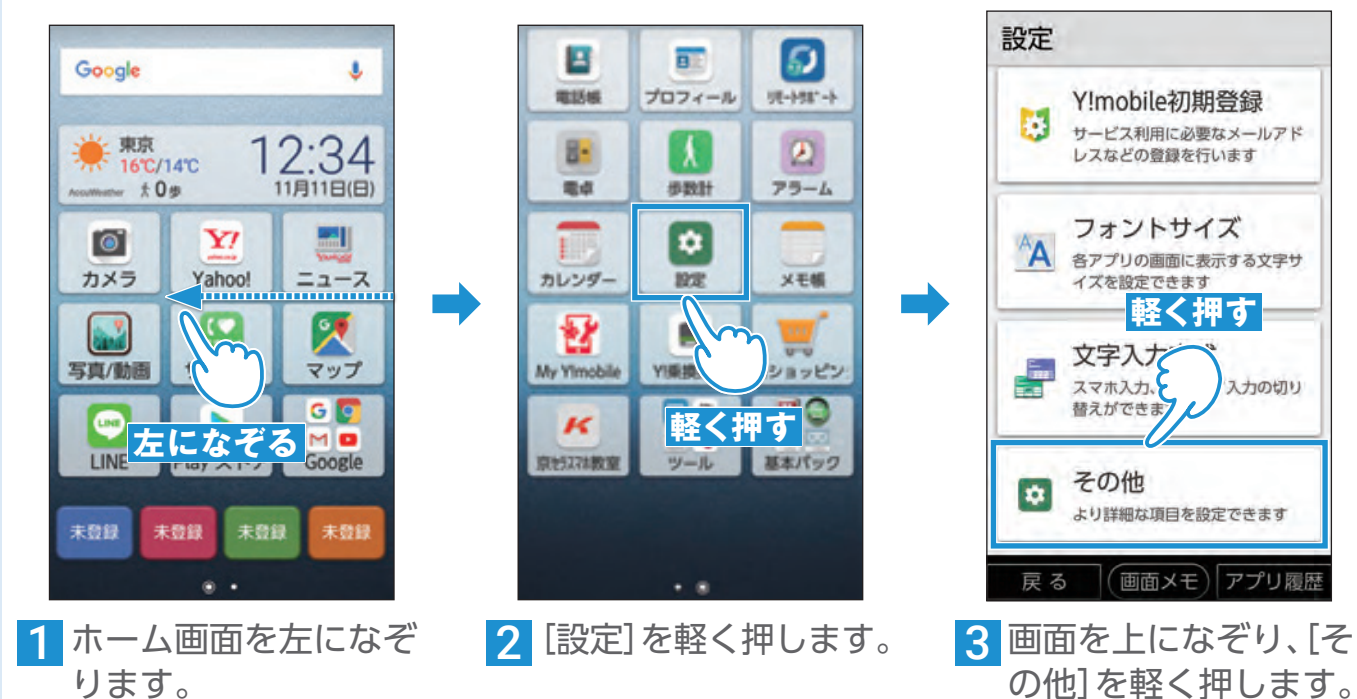 Google
東京
16℃/14℃
AccuWeather
0歩
12:34
11月11日(日)
カメラ
Yahoo!
ニュース
写真/動画
マップ
LINE
左になぞる
Play ストア
Google
未登録
未登録
未登録
未登録
1 ホーム画面を左になぞ
ります。
電話帳
プロフィール
リモートサポート
電卓
歩数計
アラーム
カレンダー
設定
メモ帳
My Y!mobile
Y!乗換
ショッピン
軽く押す
京セラスマホ教室
ツール
基本パック
2 [設定]を軽く押します。
設定
Y!mobile初期登録
サービス利用に必要なメールアド
レスなどの登録を行います
フォントサイズ
各アプリの画面に表示する文字サ
イズを設定できます
軽く押す
文字入力
スマホ入力、
入力の切り
替えができま
その他
より詳細な項目を設定できます
戻る
画面メモ
アプリ履歴
3 画面を上になぞり、[そ
の他]を軽く押します。